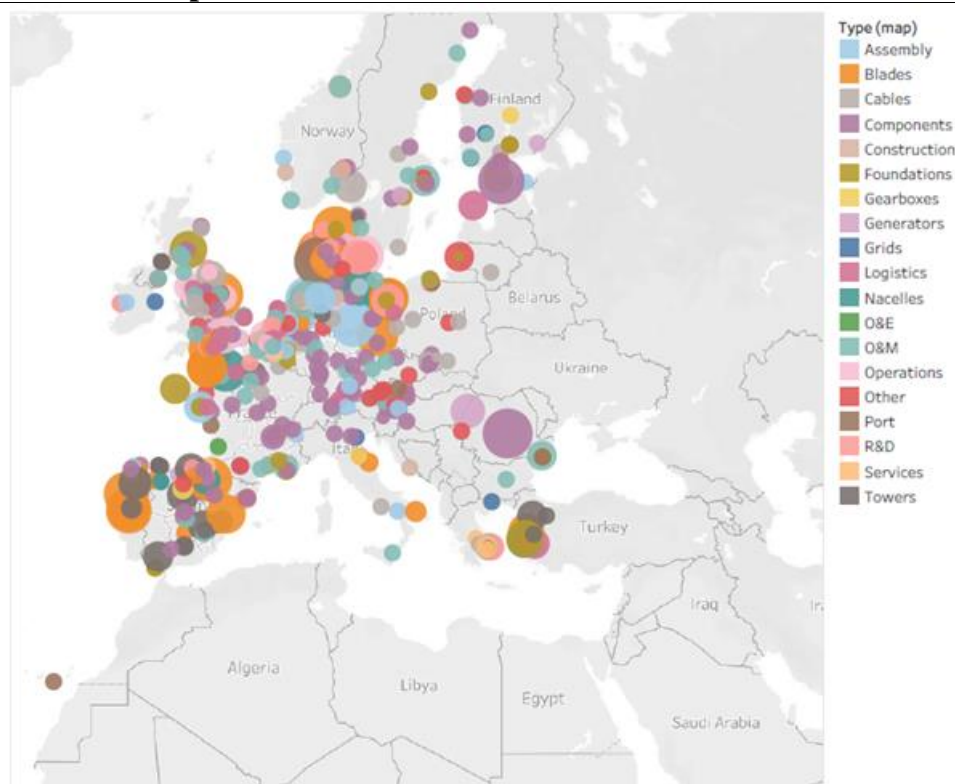 Type (map)
Assembly
Blades
Cables
Components
Construction
Foundations
Gearboxes
Generators
Grids
Logistics
Nacelles
O&E
O&M
Operations
Other
Port
R&D
Services
Towers
Finland
Norway
Belarus
Poland
Ukraine
Turkey
Iraq
Algeria
Libya
Egypt
Saudi Arabia